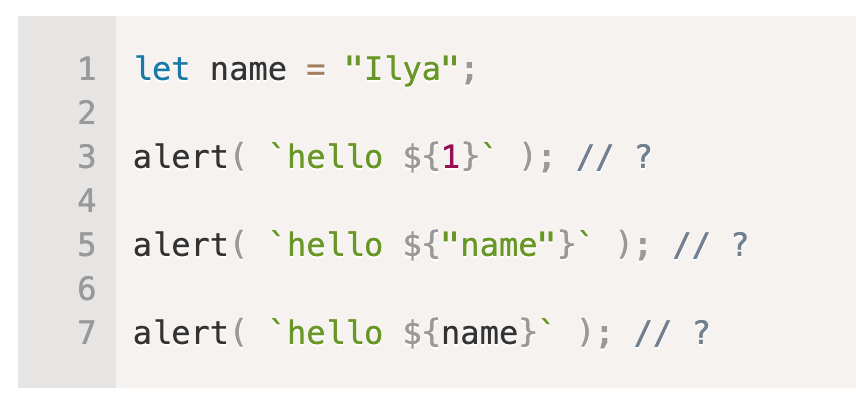 1 let name = "Ilya";
2
3 alert( `hello ${1}` ); // ?
4
5 alert( `hello ${"name"}` ); // ?
6
7 alert( `hello ${name}` ); // ?